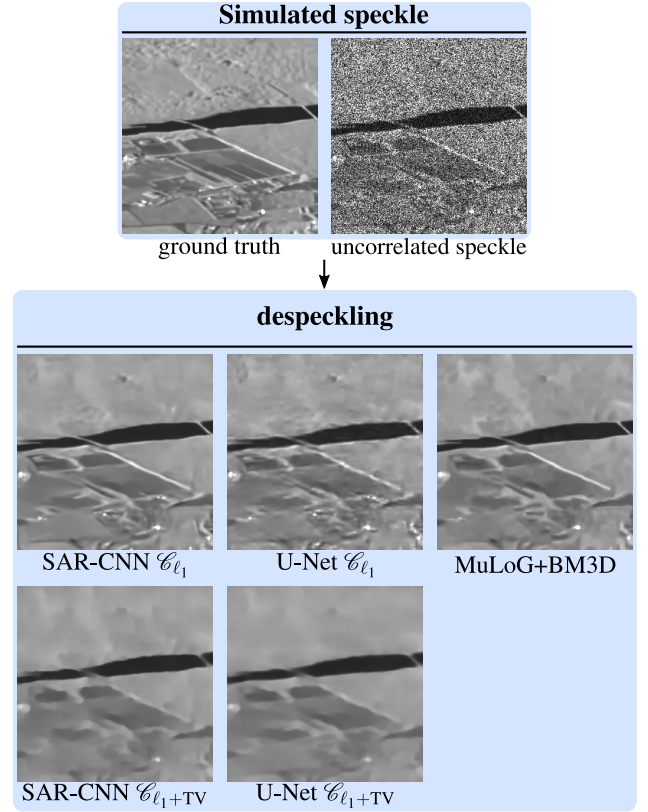 Simulated speckle
ground truth
uncorrelated speckle
despeckling
SAR-CNN 𝒞ℓ₁
U-Net 𝒞ℓ₁
MuLoG+BM3D
SAR-CNN 𝒞ℓ₁+TV
U-Net 𝒞ℓ₁+TV